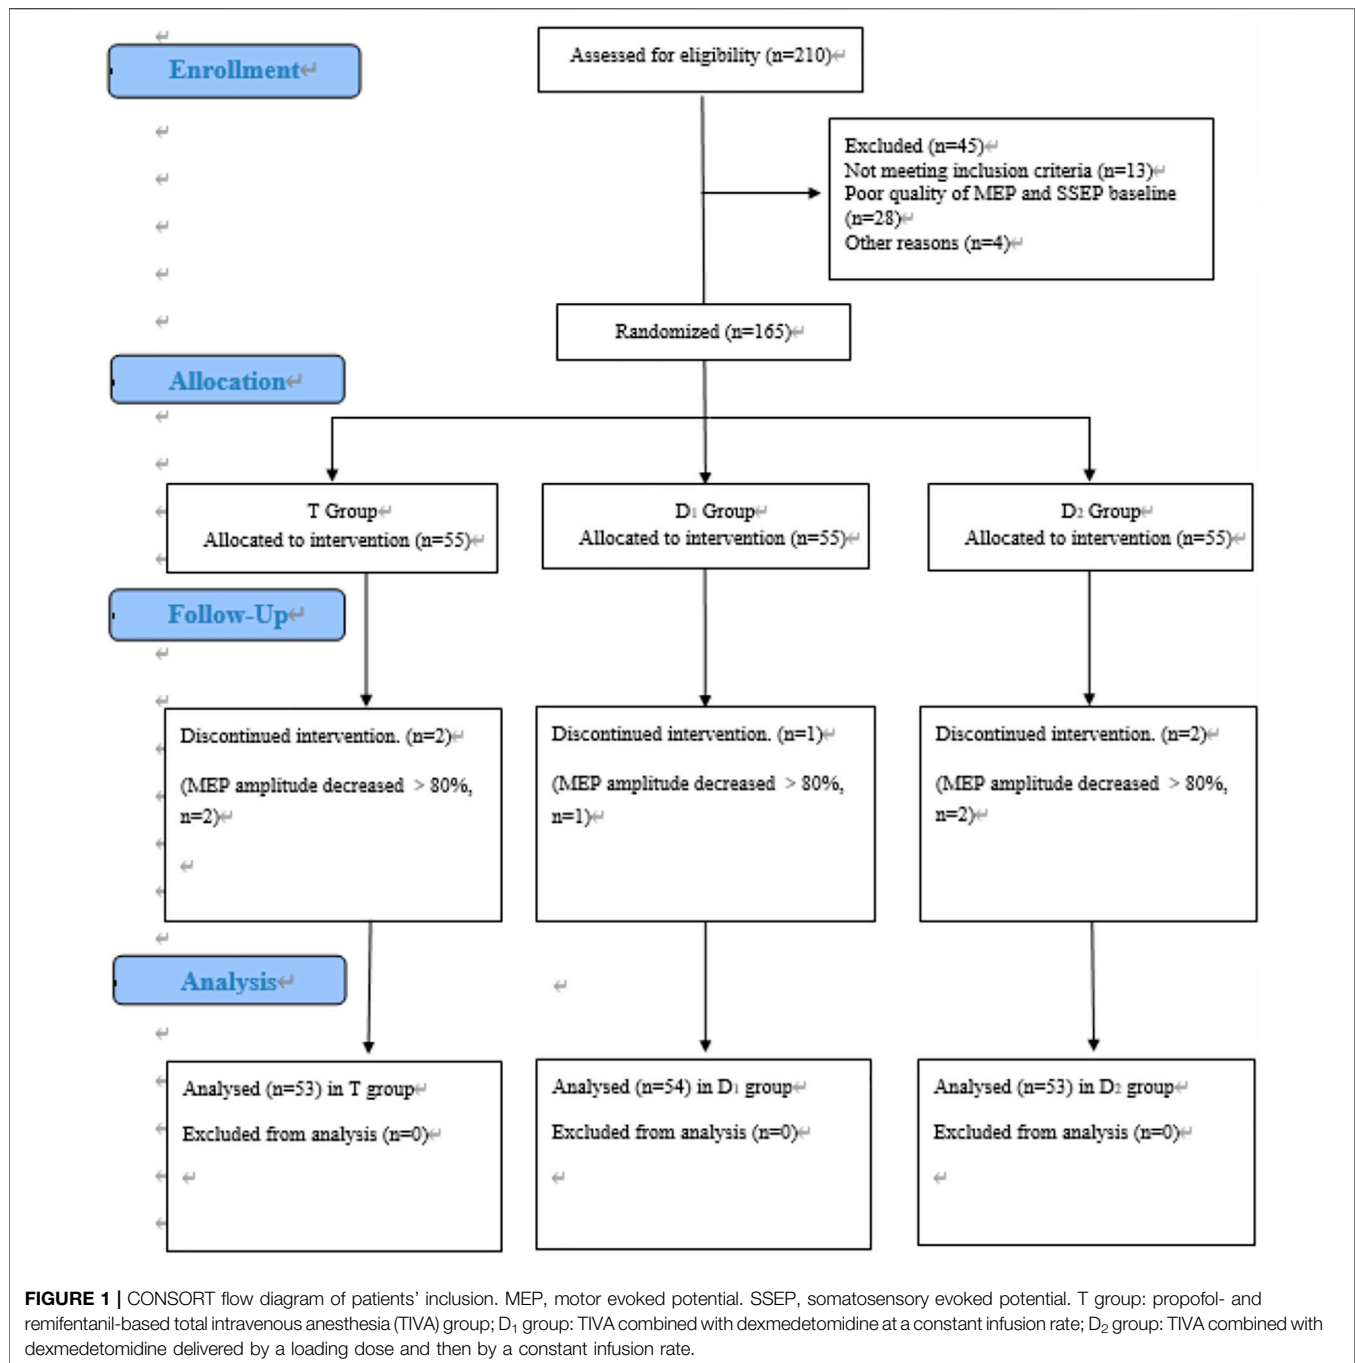 Assessed for eligibility (n=210)↵
Enrollment↵
Excluded (n=45)↵
Not meeting inclusion criteria (n=13)↵
Poor quality of MEP and SSEP baseline
(n=28)↵
Other reasons (n=4)↵
Randomized (n=165)↵
Allocation↵
T Group↵
Allocated to intervention (n=55)↵
D₁ Group↵
Allocated to intervention (n=55)↵
D₂ Group↵
Allocated to intervention (n=55)↵
Follow-Up↵
Discontinued intervention. (n=2)↵
(MEP amplitude decreased > 80%,
n=2)↵
Discontinued intervention. (n=1)↵
(MEP amplitude decreased > 80%,
n=1)↵
Discontinued intervention. (n=2)↵
(MEP amplitude decreased > 80%,
n=2)↵
Analysis↵
Analysed (n=53) in T group↵
Excluded from analysis (n=0)↵
Analysed (n=54) in D₁ group↵
Excluded from analysis (n=0)↵
Analysed (n=53) in D₂ group↵
Excluded from analysis (n=0)↵
FIGURE 1 | CONSORT flow diagram of patients' inclusion. MEP, motor evoked potential. SSEP, somatosensory evoked potential. T group: propofol- and
remifentanil-based total intravenous anesthesia (TIVA) group; D₁ group: TIVA combined with dexmedetomidine at a constant infusion rate; D₂ group: TIVA combined with
dexmedetomidine delivered by a loading dose and then by a constant infusion rate.